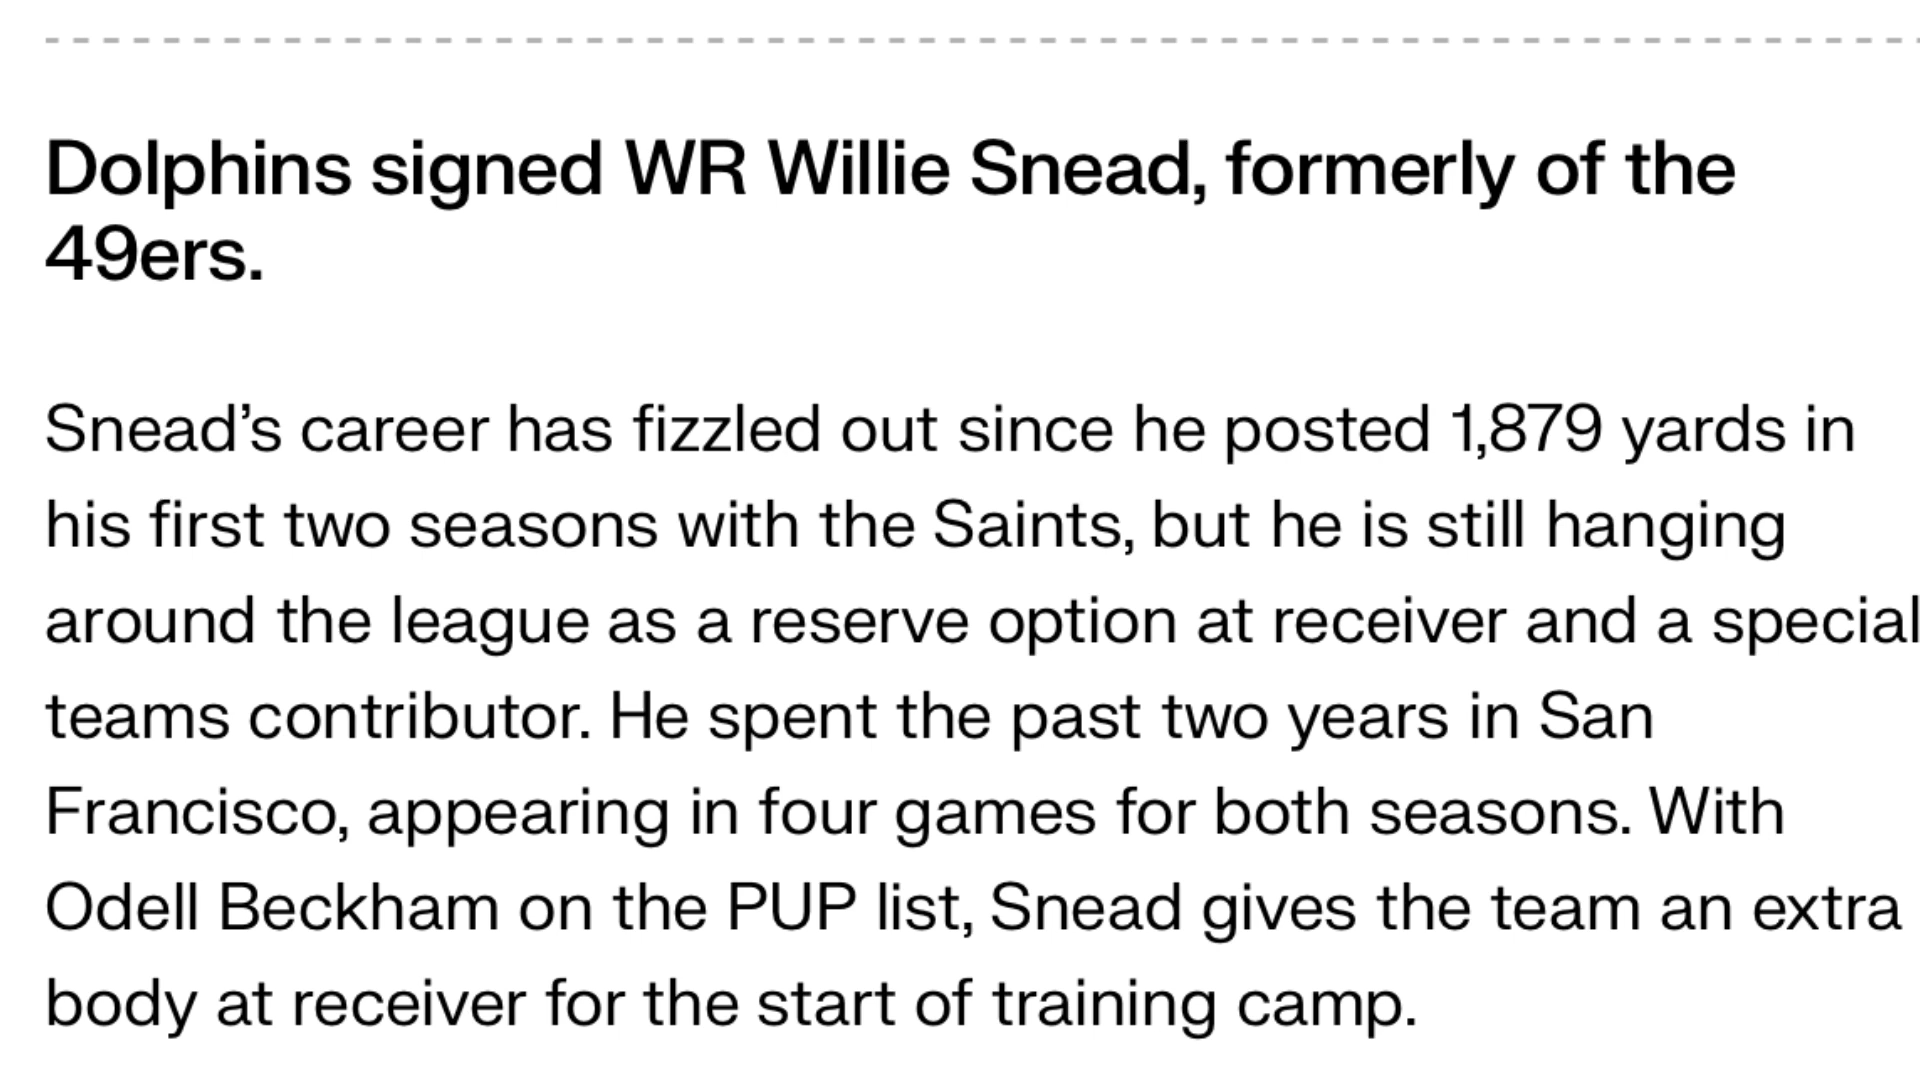 Dolphins signed WR Willie Snead, formerly of the
49ers.
Snead’s career has fizzled out since he posted 1,879 yards in
his first two seasons with the Saints, but he is still hanging
around the league as a reserve option at receiver and a special
teams contributor. He spent the past two years in San
Francisco, appearing in four games for both seasons. With
Odell Beckham on the PUP list, Snead gives the team an extra
body at receiver for the start of training camp.